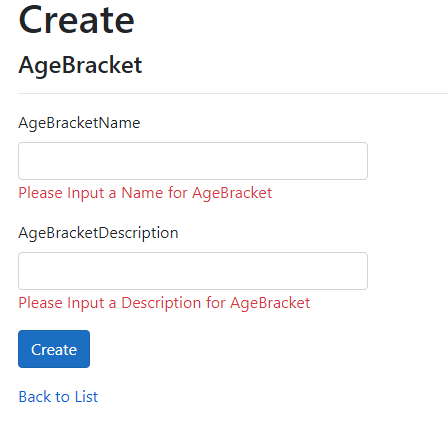 Create
AgeBracket
AgeBracketName
Please Input a Name for AgeBracket
AgeBracketDescription
Please Input a Description for AgeBracket
Create
Back to List